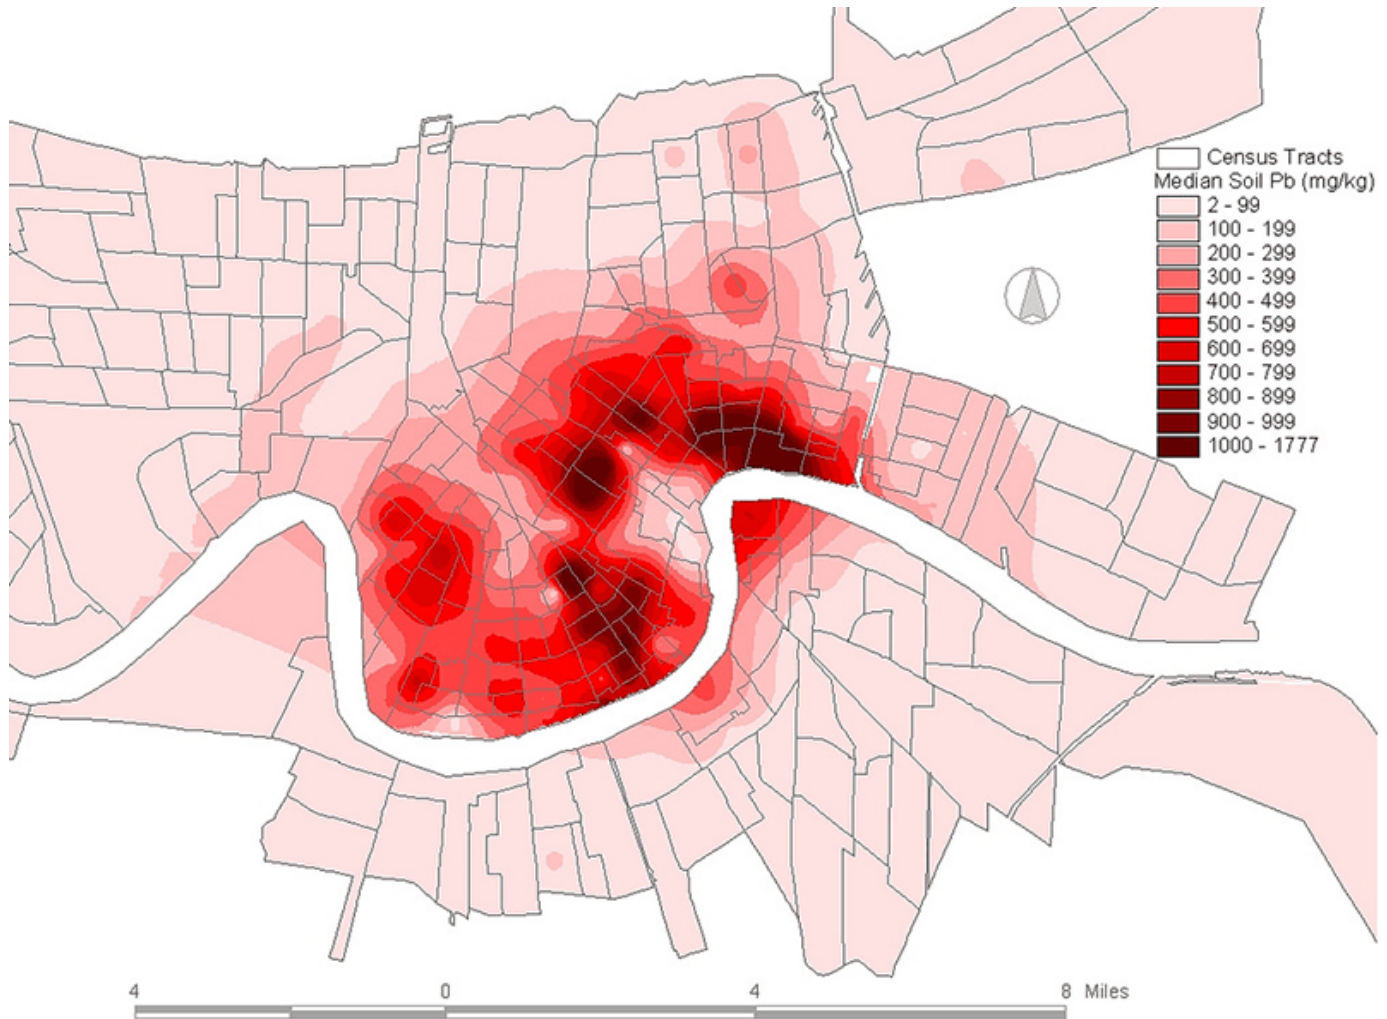 Census Tracts
Median Soil Pb (mg/kg)
2 - 99
100 - 199
200 - 299
300 - 399
400 - 499
500 - 599
600 - 699
700 - 799
800 - 899
900 - 999
1000 - 1777
4 0 4 8 Miles